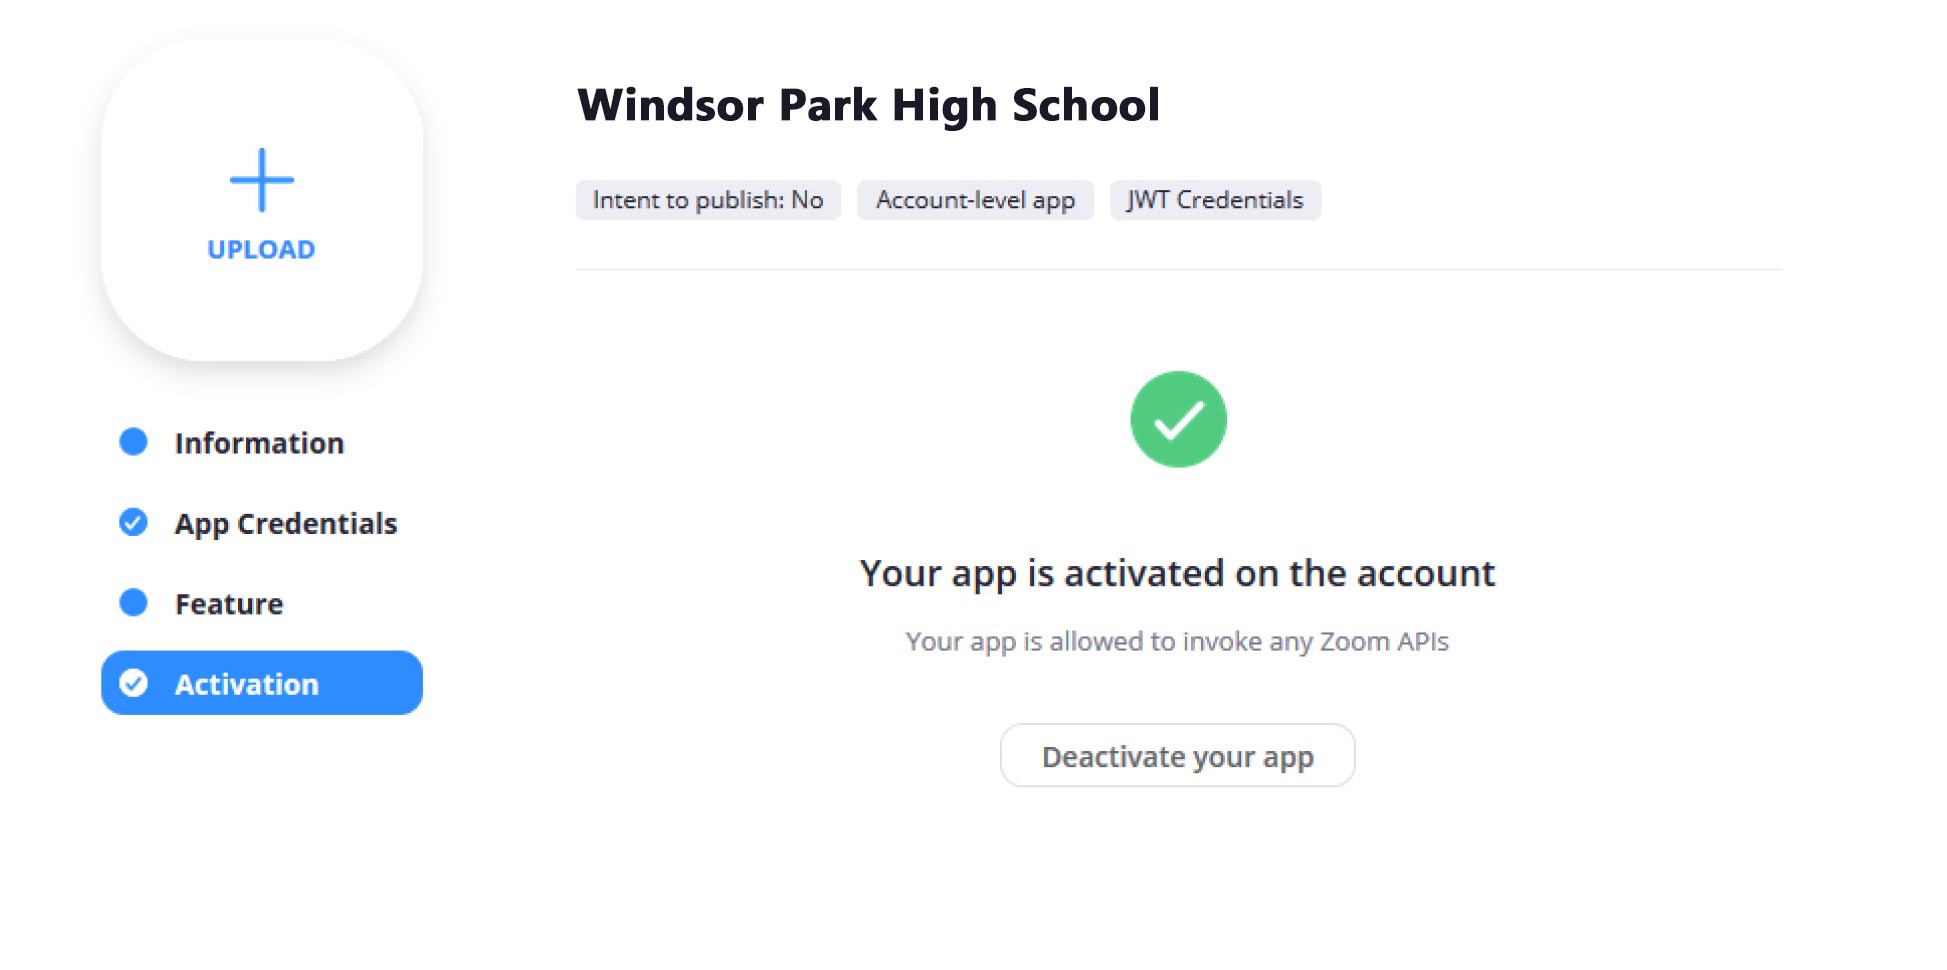 UPLOAD
Information
App Credentials
Feature
Activation
Windsor Park High School
Intent to publish: No
Account-level app
JWT Credentials
Your app is activated on the account
Your app is allowed to invoke any Zoom APIs
Deactivate your app